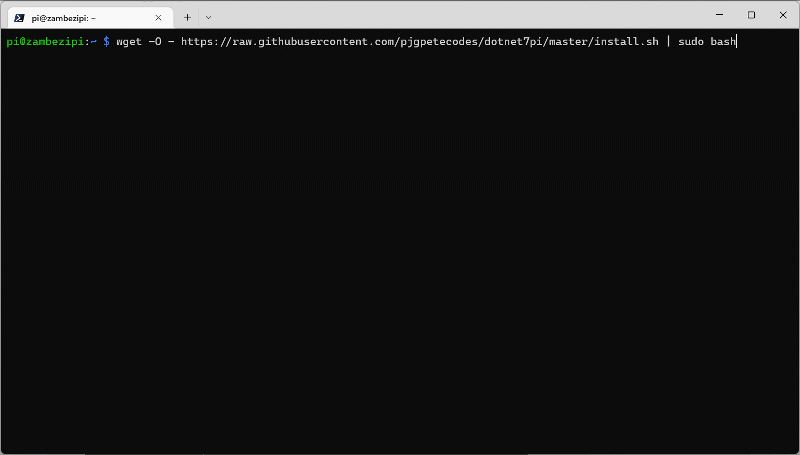 pi@zambezipi: ~
pi@zambezipi:~ $ wget -O - https://raw.githubusercontent.com/pjgpetecodes/dotnet7pi/master/install.sh | sudo bash